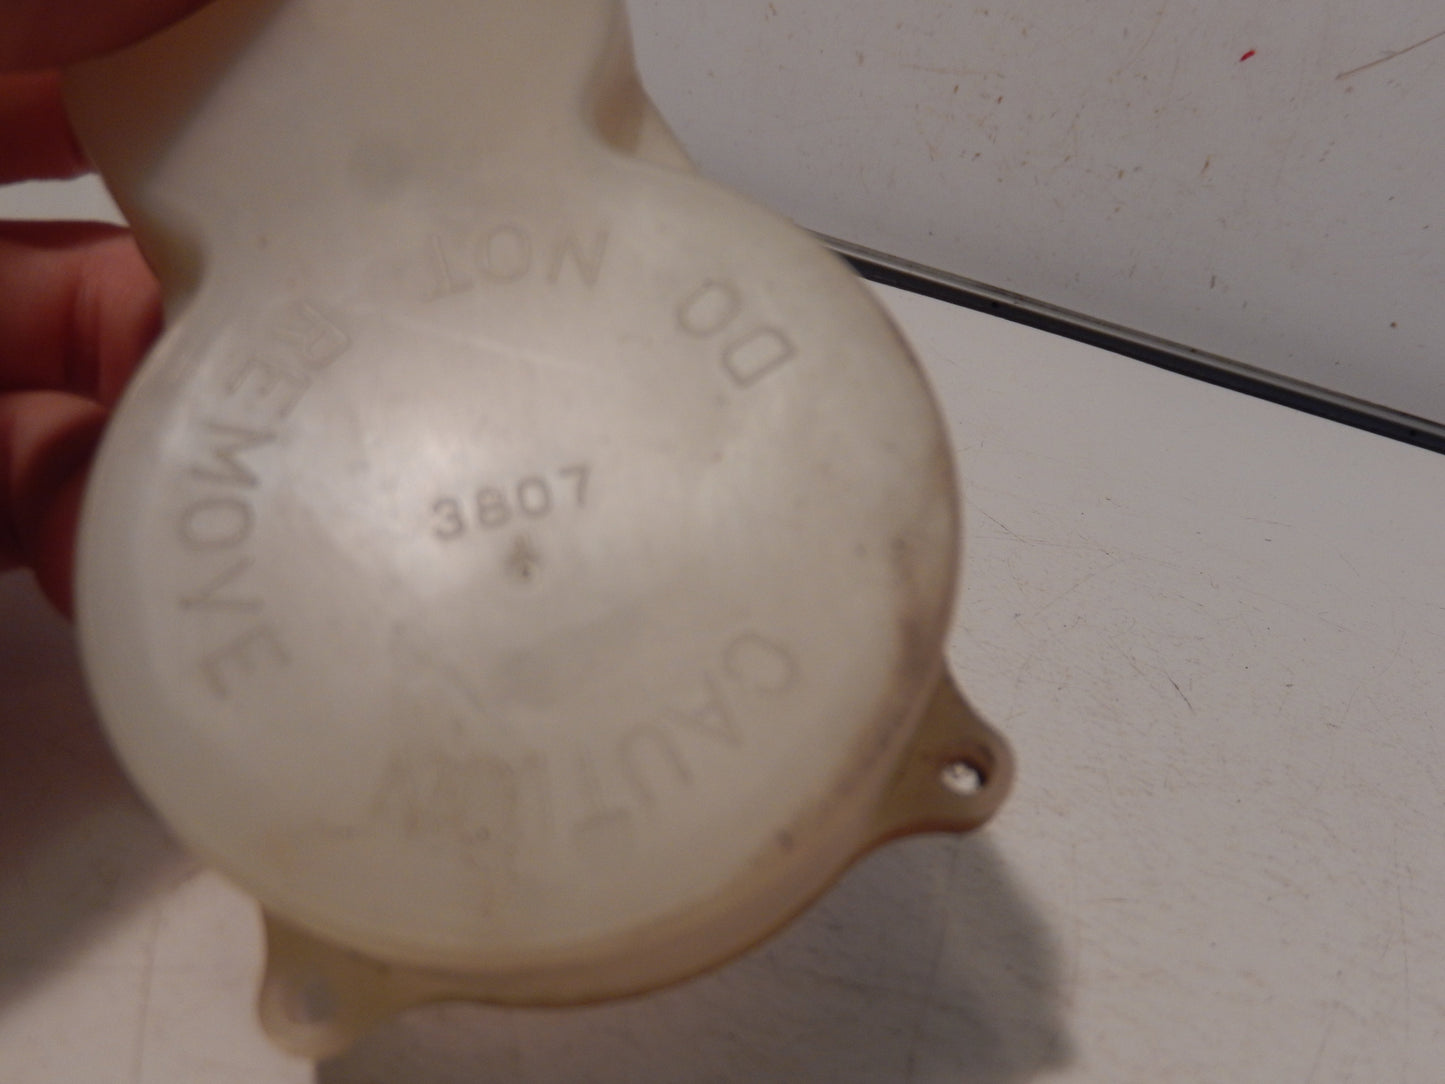 CAUTION
DO NOT REMOVE
3807